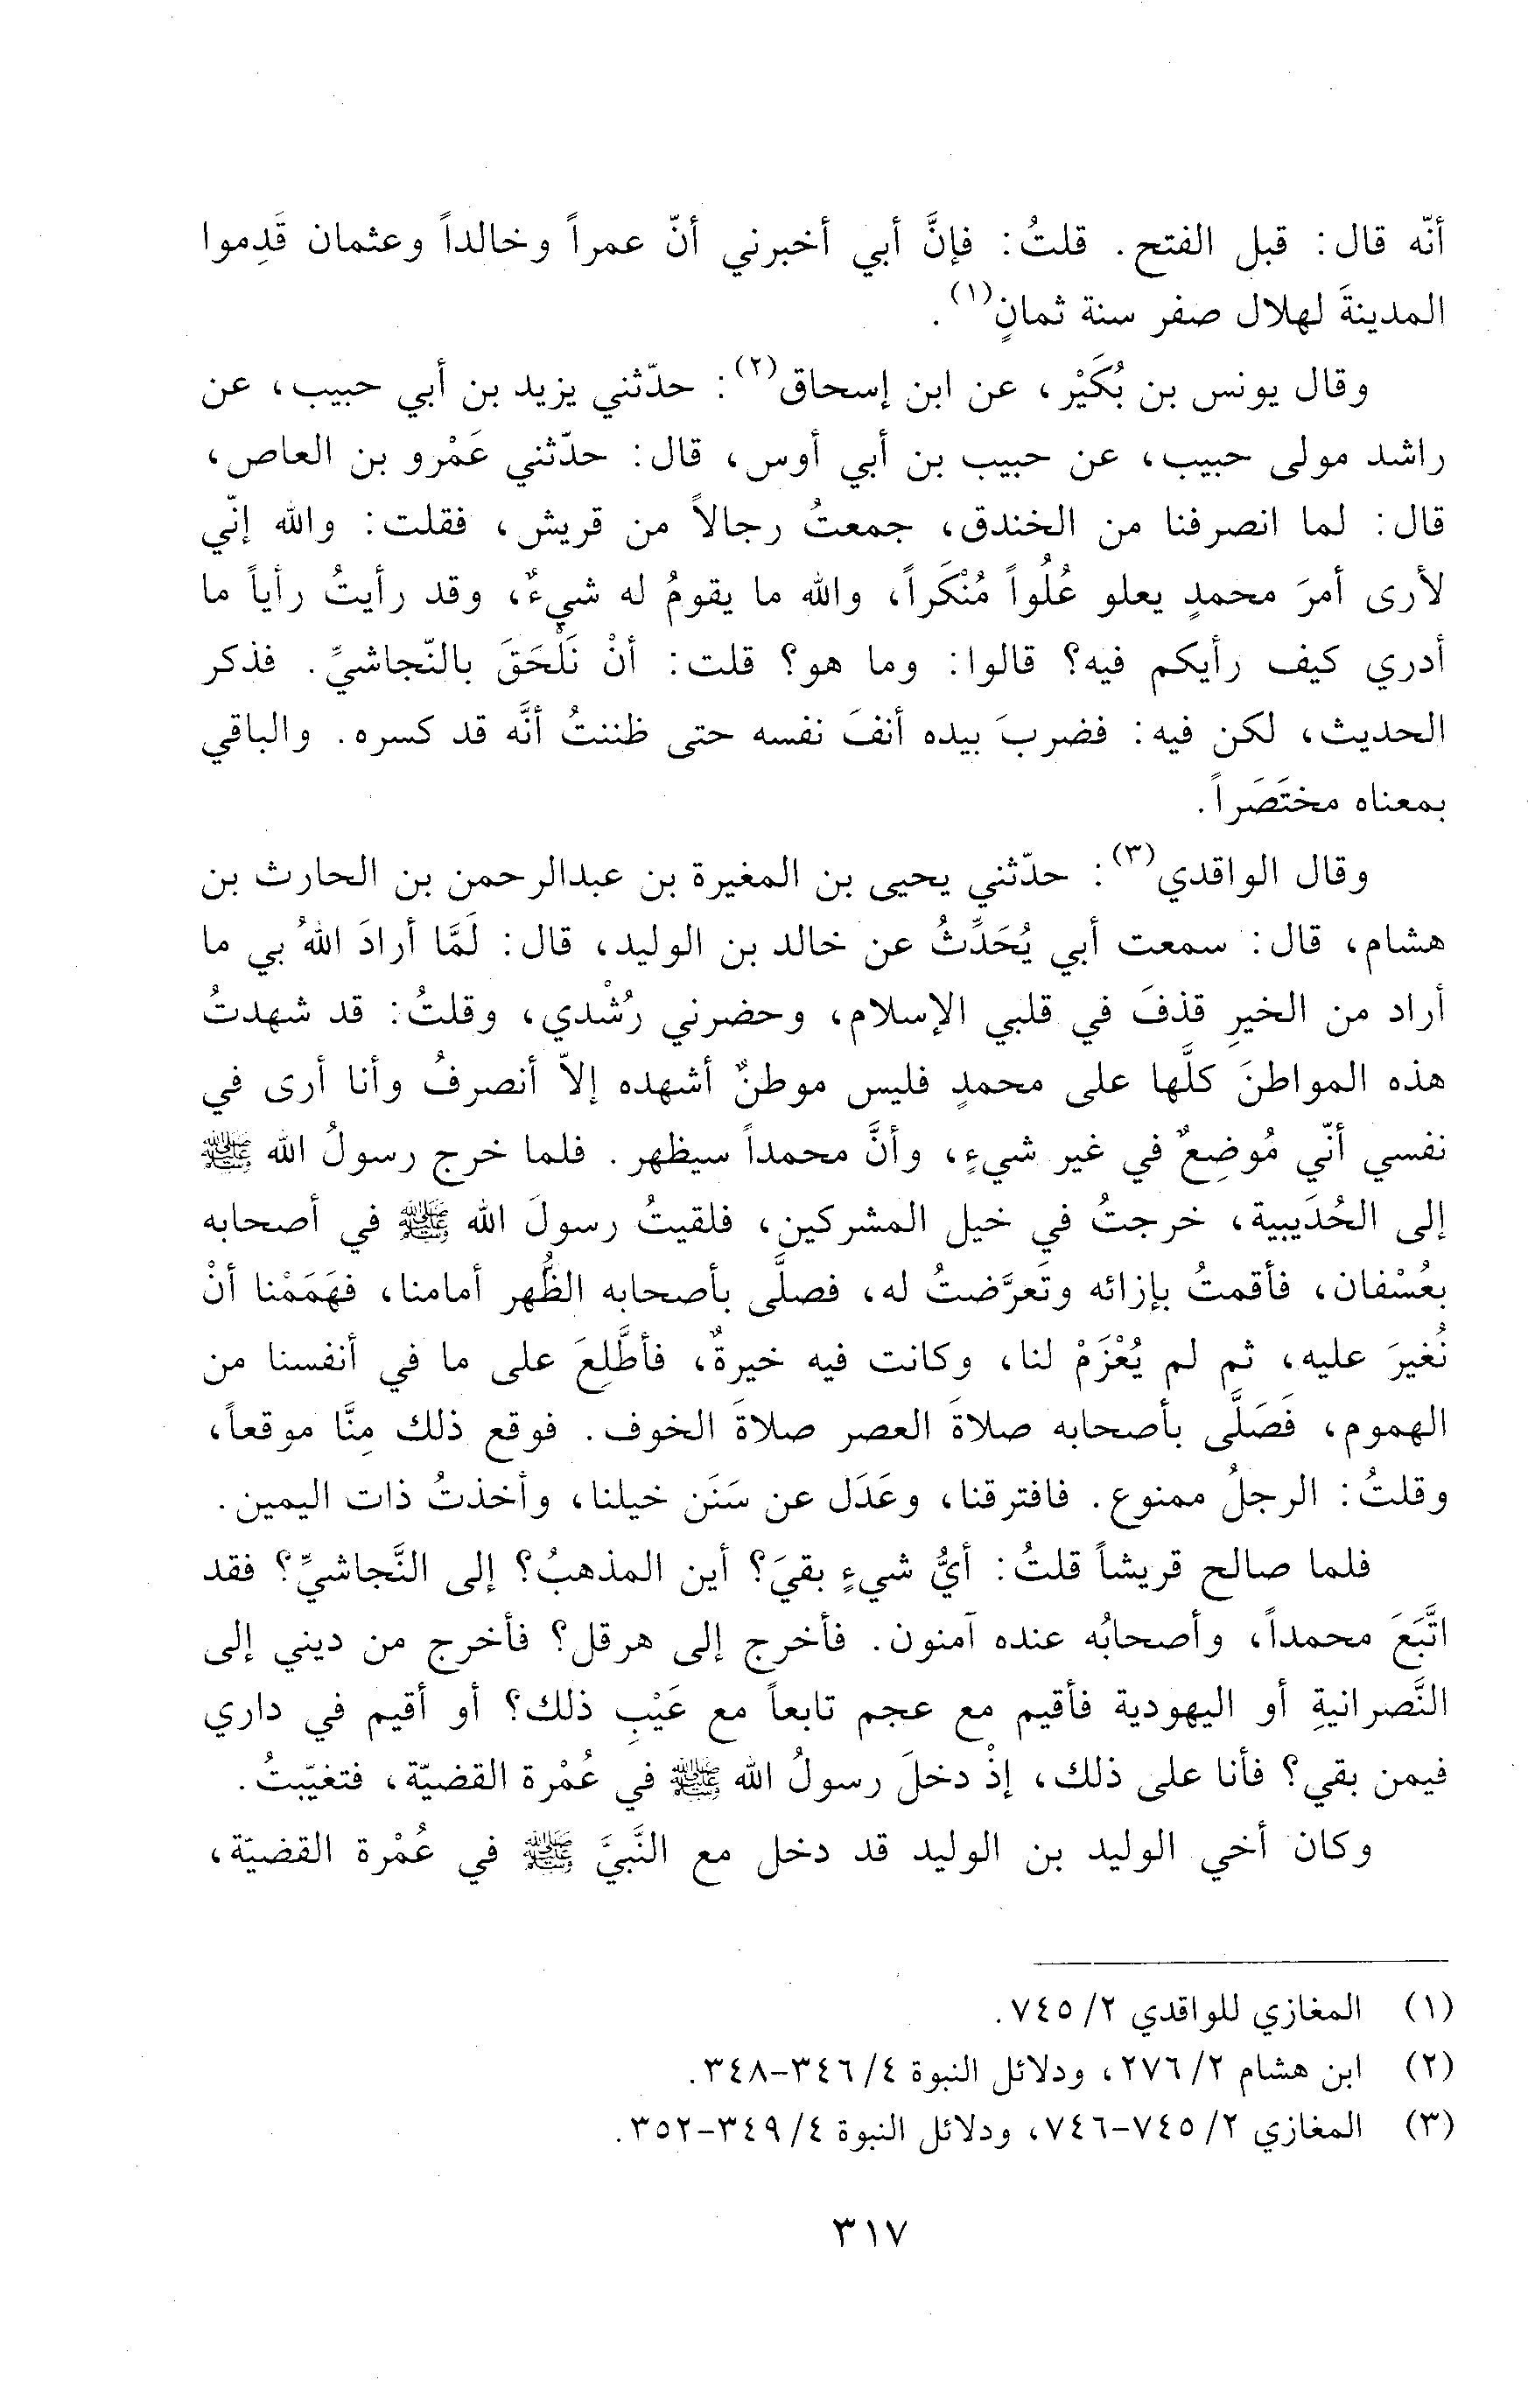 أنّه قال: قبل الفتح. قلتُ: فإنَّ أبي أخبرني أنّ عمراً وخالداً وعثمان قَدِموا
المدينةَ لهلال صفر سنة ثمانٍ(١).
وقال يونس بن بُكَيْر، عن ابن إسحاق(٢): حدّثني يزيد بن أبي حبيب، عن
راشد مولى حبيب، عن حبيب بن أبي أوس، قال: حدّثني عَمْرو بن العاص،
قال: لما انصرفنا من الخندق، جمعتُ رجالاً من قريش، فقلت: والله إنّي
لأرى أمرَ محمدٍ يعلو عُلُواً مُنْكَراً، والله ما يقومُ له شيءٌ، وقد رأيتُ رأياً ما
أدري كيف رأيكم فيه؟ قالوا: وما هو؟ قلت: أنْ نَلْحَقَ بالنّجاشيِّ. فذكر
الحديث، لكن فيه: فضربَ بيده أنفَ نفسه حتى ظننتُ أنَّه قد كسره. والباقي
بمعناه مختَصَراً.
وقال الواقدي(٣): حدّثني يحيى بن المغيرة بن عبدالرحمن بن الحارث بن
هشام، قال: سمعت أبي يُحَدِّثُ عن خالد بن الوليد، قال: لَمَّا أرادَ اللهُ بي ما
أراد من الخيرِ قذفَ في قلبي الإسلام، وحضرني رُشْدي، وقلتُ: قد شهدتُ
هذه المواطنَ كلَّها على محمدٍ فليس موطنٌ أشهده إلاّ أنصرفُ وأنا أرى في
نفسي أنّي مُوضِعٌ في غير شيءٍ، وأنَّ محمداً سيظهر. فلما خرج رسولُ الله ﷺ
إلى الحُدَيبية، خرجتُ في خيل المشركين، فلقيتُ رسولَ الله ﷺ في أصحابه
بعُسْفان، فأقمتُ بإزائه وتَعرَّضتُ له، فصلَّى بأصحابه الظُّهر أمامنا، فهَمَمْنا أنْ
نُغيرَ عليه، ثم لم يُعْزَمْ لنا، وكانت فيه خيرةٌ، فأطَّلِعَ على ما في أنفسنا من
الهموم، فَصَلَّى بأصحابه صلاةَ العصر صلاةَ الخوف. فوقع ذلك مِنَّا موقعاً،
وقلتُ: الرجلُ ممنوع. فافترقنا، وعَدَل عن سَنَن خيلنا، وأخذتُ ذات اليمين.
فلما صالح قريشاً قلتُ: أيُّ شيءٍ بقيَ؟ أين المذهبُ؟ إلى النَّجاشيِّ؟ فقد
اتَّبَعَ محمداً، وأصحابُه عنده آمنون. فأخرج إلى هرقل؟ فأخرج من ديني إلى
النَّصرانيةِ أو اليهودية فأقيم مع عجم تابعاً مع عَيْبِ ذلك؟ أو أقيم في داري
فيمن بقي؟ فأنا على ذلك، إذْ دخلَ رسولُ الله ﷺ في عُمْرة القضيّة، فتغيّبتُ.
وكان أخي الوليد بن الوليد قد دخل مع النَّبيَّ ﷺ في عُمْرة القضيّة،
(١) المغازي للواقدي ٢/ ٧٤٥.
(٢) ابن هشام ٢/ ٢٧٦، ودلائل النبوة ٤/ ٣٤٦-٣٤٨.
(٣) المغازي ٢/ ٧٤٥-٧٤٦، ودلائل النبوة ٤/ ٣٤٩-٣٥٢.
٣١٧